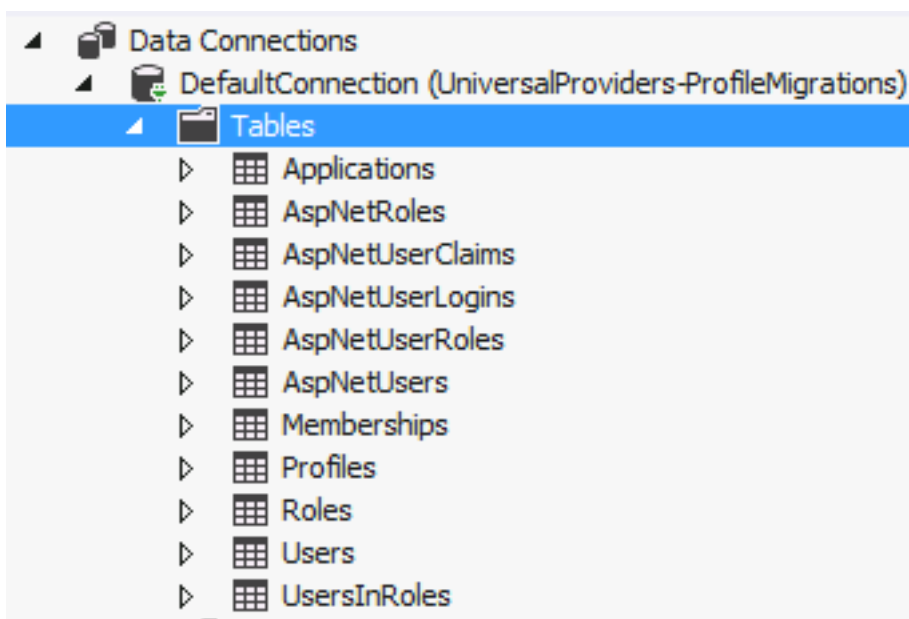 Data Connections
DefaultConnection (UniversalProviders-ProfileMigrations)
Tables
Applications
AspNetRoles
AspNetUserClaims
AspNetUserLogins
AspNetUserRoles
AspNetUsers
Memberships
Profiles
Roles
Users
UsersInRoles